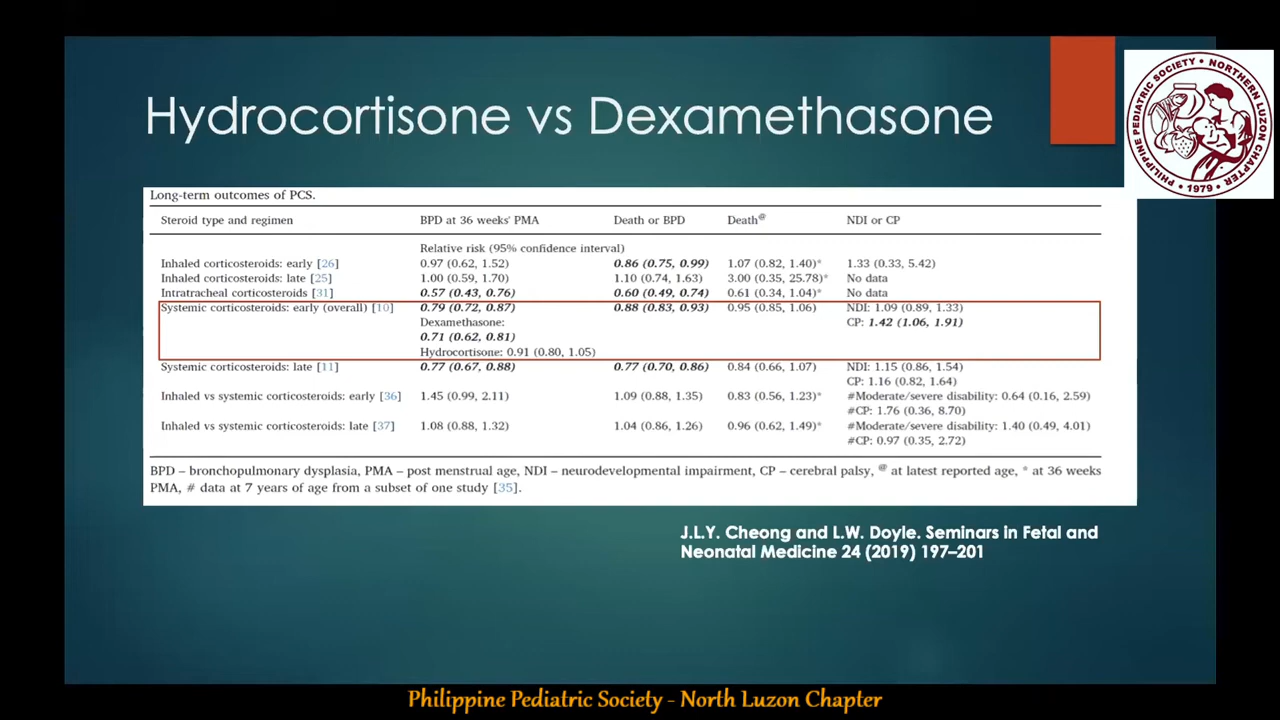 Hydrocortisone vs Dexamethasone
PHILIPPINE PEDIATRIC SOCIETY • NORTHERN LUZON CHAPTER
• 1979 •
Long-term outcomes of PCS.
Steroid type and regimen BPD at 36 weeks' PMA Death or BPD Death@ NDI or CP
Relative risk (95% confidence interval)
Inhaled corticosteroids: early [26] 0.97 (0.62, 1.52) 0.86 (0.75, 0.99) 1.07 (0.82, 1.40)* 1.33 (0.33, 5.42)
Inhaled corticosteroids: late [25] 1.00 (0.59, 1.70) 1.10 (0.74, 1.63) 3.00 (0.35, 25.78)* No data
Intratracheal corticosteroids [31] 0.57 (0.43, 0.76) 0.60 (0.49, 0.74) 0.61 (0.34, 1.04)* No data
Systemic corticosteroids: early (overall) [10] 0.79 (0.72, 0.87) 0.88 (0.83, 0.93) 0.95 (0.85, 1.06) NDI: 1.09 (0.89, 1.33)
Dexamethasone: CP: 1.42 (1.06, 1.91)
0.71 (0.62, 0.81)
Hydrocortisone: 0.91 (0.80, 1.05)
Systemic corticosteroids: late [11] 0.77 (0.67, 0.88) 0.77 (0.70, 0.86) 0.84 (0.66, 1.07) NDI: 1.15 (0.86, 1.54)
CP: 1.16 (0.82, 1.64)
Inhaled vs systemic corticosteroids: early [36] 1.45 (0.99, 2.11) 1.09 (0.88, 1.35) 0.83 (0.56, 1.23)* #Moderate/severe disability: 0.64 (0.16, 2.59)
#CP: 1.76 (0.36, 8.70)
Inhaled vs systemic corticosteroids: late [37] 1.08 (0.88, 1.32) 1.04 (0.86, 1.26) 0.96 (0.62, 1.49)* #Moderate/severe disability: 1.40 (0.49, 4.01)
#CP: 0.97 (0.35, 2.72)
BPD – bronchopulmonary dysplasia, PMA – post menstrual age, NDI – neurodevelopmental impairment, CP – cerebral palsy, @ at latest reported age, * at 36 weeks
PMA, # data at 7 years of age from a subset of one study [35].
J.L.Y. Cheong and L.W. Doyle. Seminars in Fetal and
Neonatal Medicine 24 (2019) 197–201
Philippine Pediatric Society - North Luzon Chapter